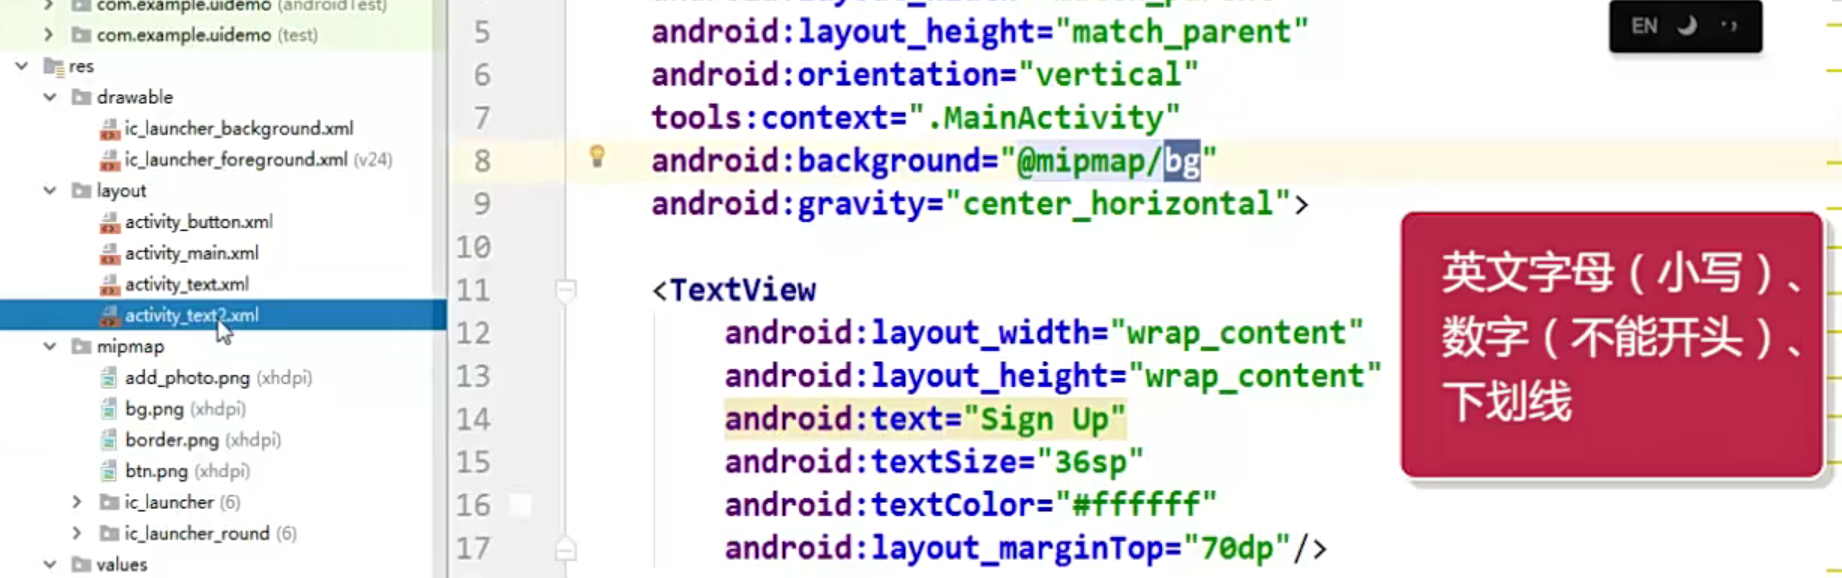 com.example.uidemo (androidTest)
com.example.uidemo (test)
res
drawable
ic_launcher_background.xml
ic_launcher_foreground.xml (v24)
layout
activity_button.xml
activity_main.xml
activity_text.xml
activity_text2.xml
mipmap
add_photo.png (xhdpi)
bg.png (xhdpi)
border.png (xhdpi)
btn.png (xhdpi)
ic_launcher (6)
ic_launcher_round (6)
values
5 android:layout_height="match_parent"
6 android:orientation="vertical"
7 tools:context=".MainActivity"
8 android:background="@mipmap/bg"
9 android:gravity="center_horizontal">
10
11 <TextView
12 android:layout_width="wrap_content"
13 android:layout_height="wrap_content"
14 android:text="Sign Up"
15 android:textSize="36sp"
16 android:textColor="#ffffff"
17 android:layout_marginTop="70dp"/>
EN
英文字母（小写）、
数字（不能开头）、
下划线